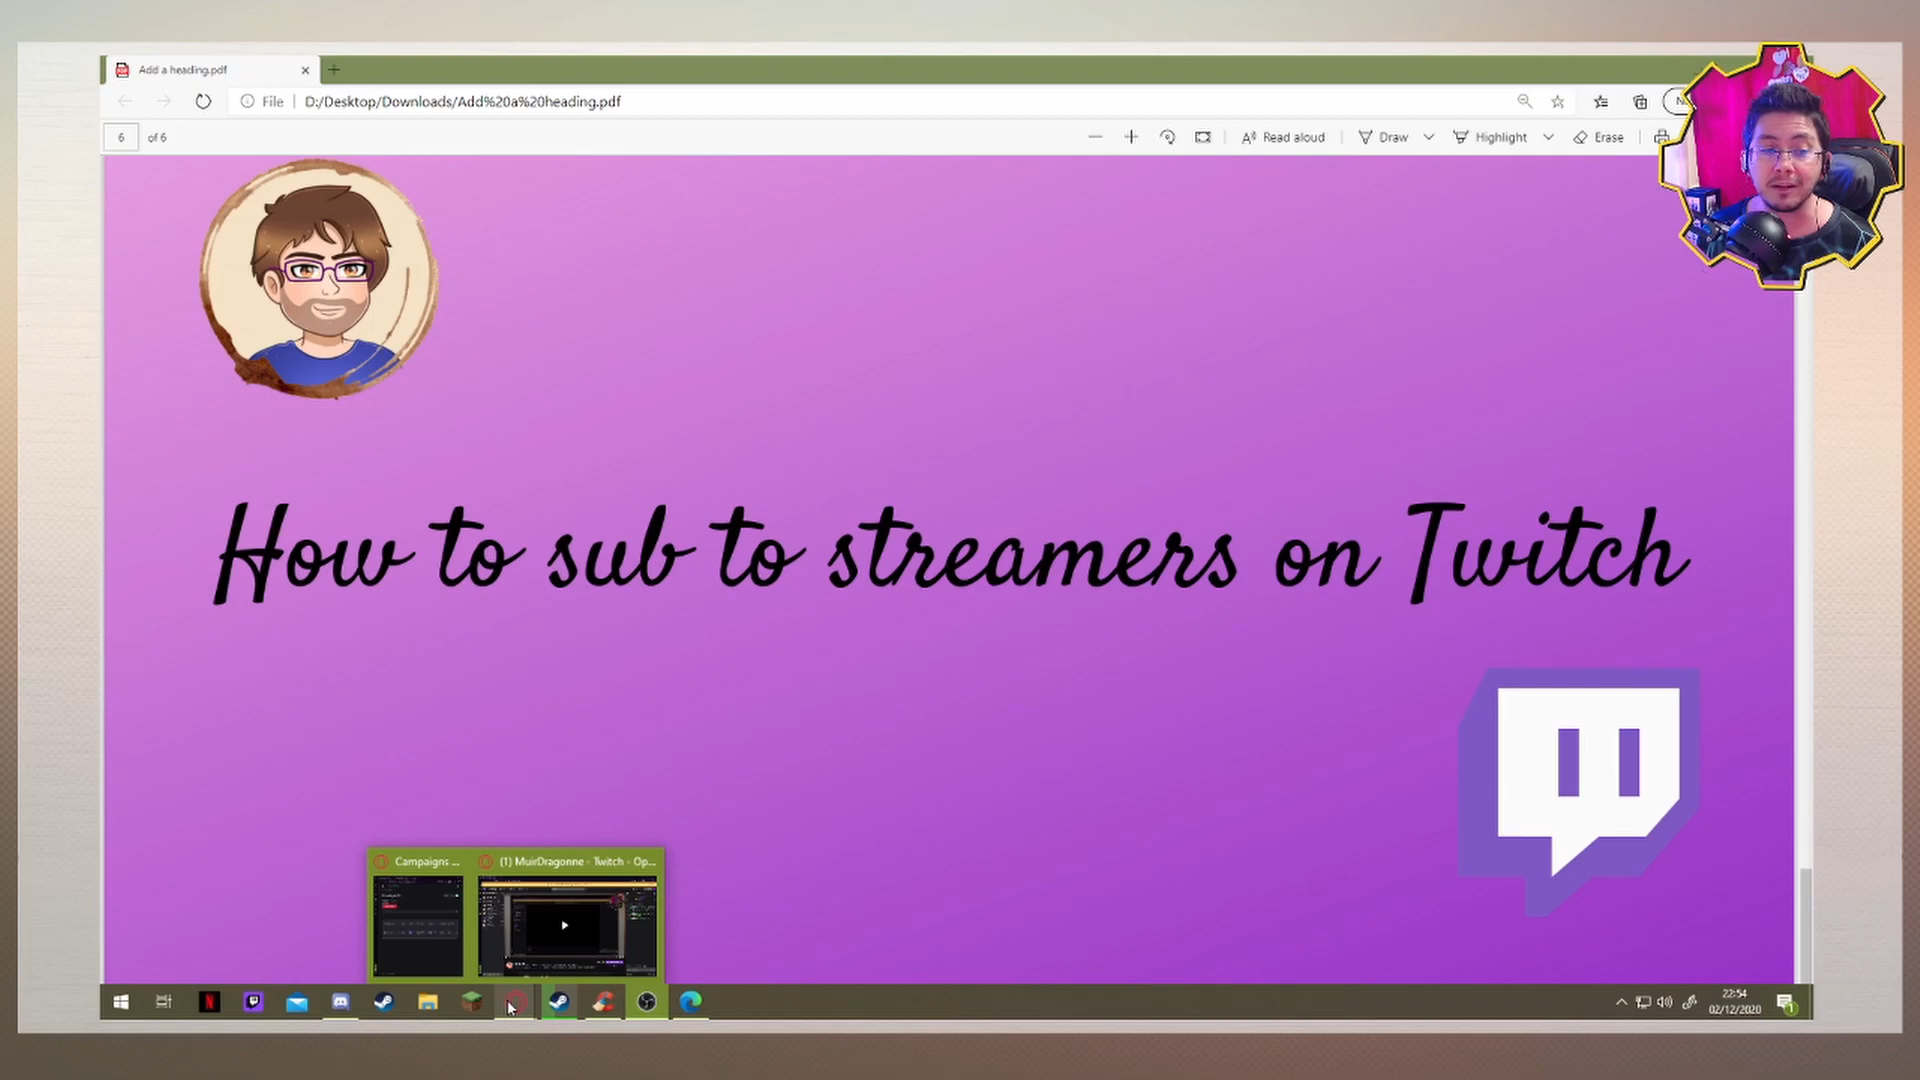 Add a heading.pdf
File
D:/Desktop/Downloads/Add%20a%20heading.pdf
6 of 6
Read aloud
Draw
Highlight
Erase
How to sub to streamers on Twitch
Campaigns ...
(1) MuirDragonne - Twitch - Op...
22:54
02/12/2020
1